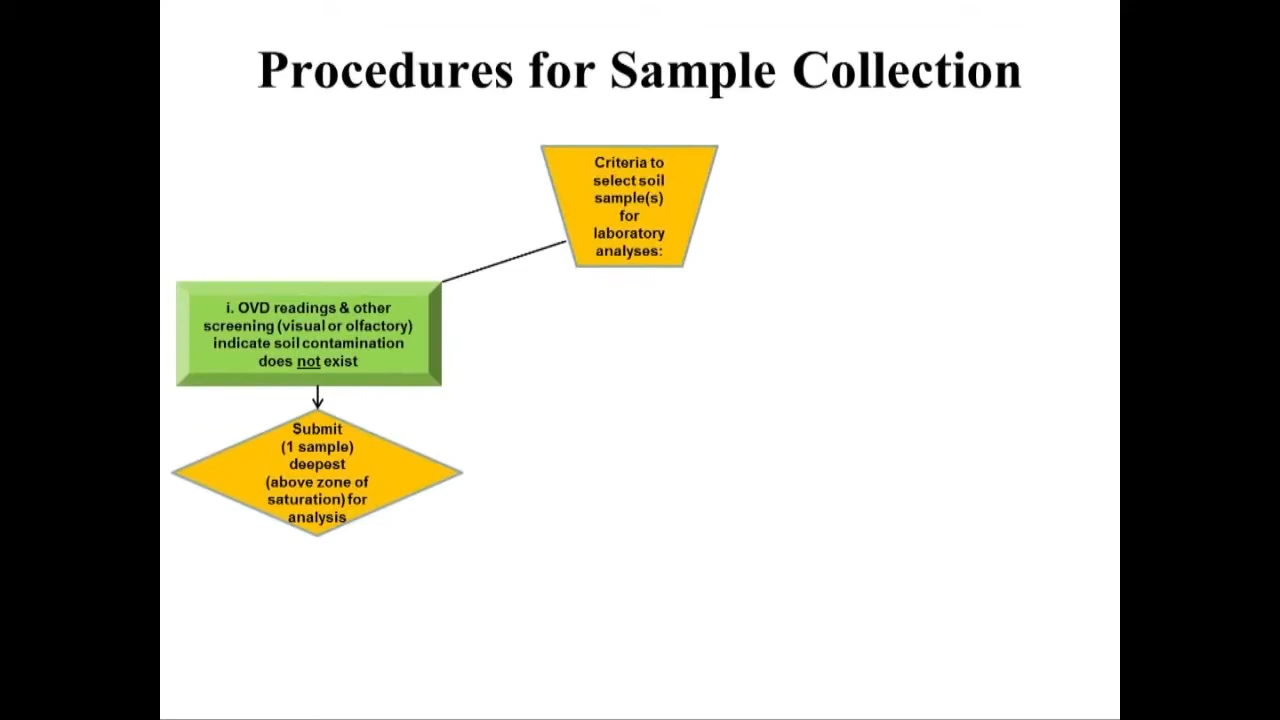 Procedures for Sample Collection
Criteria to
select soil
sample(s)
for
laboratory
analyses:
i. OVD readings & other
screening (visual or olfactory)
indicate soil contamination
does not exist
Submit
(1 sample)
deepest
(above zone of
saturation) for
analysis